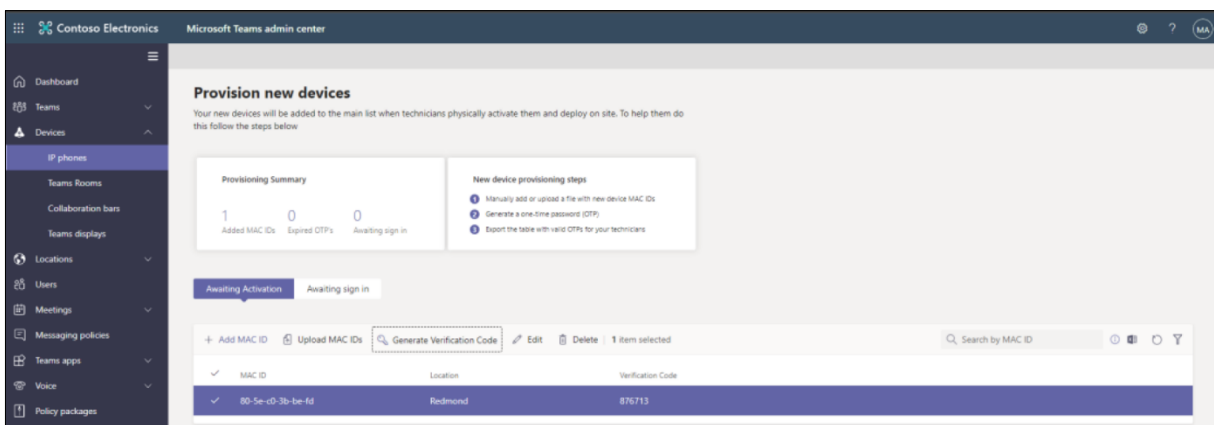 Contoso Electronics
Microsoft Teams admin center
?
MA
Dashboard
Teams
Devices
IP phones
Teams Rooms
Collaboration bars
Teams displays
Locations
Users
Meetings
Messaging policies
Teams apps
Voice
Policy packages
Provision new devices
Your new devices will be added to the main list when technicians physically activate them and deploy on site. To help them do
this follow the steps below
Provisioning Summary
1 0 0
Added MAC IDs Expired OTP's Awaiting sign in
New device provisioning steps
1 Manually add or upload a file with new device MAC IDs
2 Generate a one-time password (OTP)
3 Export the table with valid OTPs for your technicians
Awaiting Activation Awaiting sign in
+ Add MAC ID Upload MAC IDs Generate Verification Code Edit Delete 1 item selected Search by MAC ID
MAC ID Location Verification Code
80-5e-c0-3b-be-fd Redmond 876713